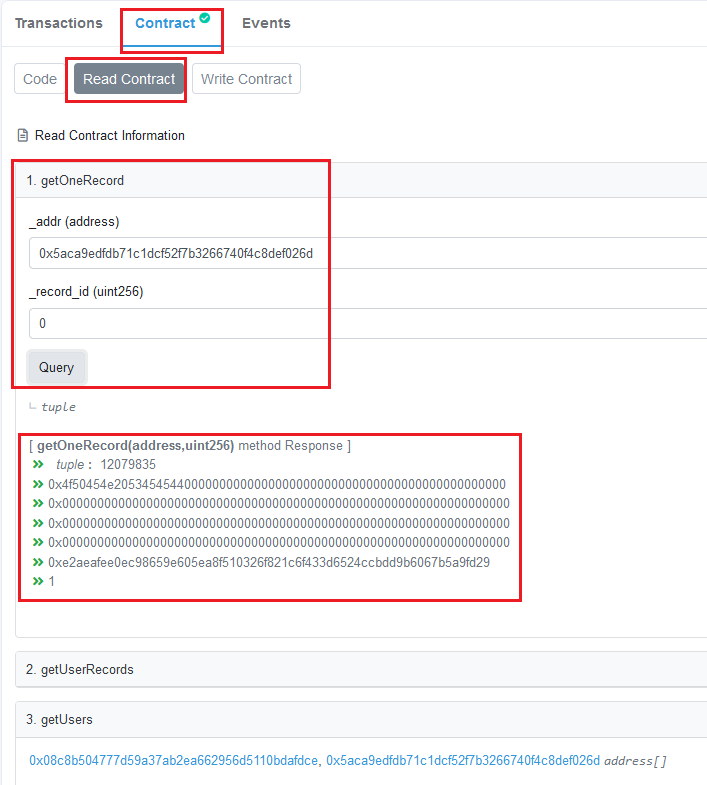 Transactions Contract Events
Code Read Contract Write Contract
Read Contract Information
1. getOneRecord
_addr (address)
0x5aca9edfdb71c1dcf52f7b3266740f4c8def026d
_record_id (uint256)
0
Query
tuple
[ getOneRecord(address,uint256) method Response ]
tuple : 12079835
0x4f50454e20534545440000000000000000000000000000000000000000000000
0x0000000000000000000000000000000000000000000000000000000000000000
0x0000000000000000000000000000000000000000000000000000000000000000
0x0000000000000000000000000000000000000000000000000000000000000000
0xe2aeafee0ec98659e605ea8f510326f821c6f433d6524ccbdd9b6067b5a9fd29
1
2. getUserRecords
3. getUsers
0x08c8b504777d59a37ab2ea662956d5110bdafdce, 0x5aca9edfdb71c1dcf52f7b3266740f4c8def026d address[]